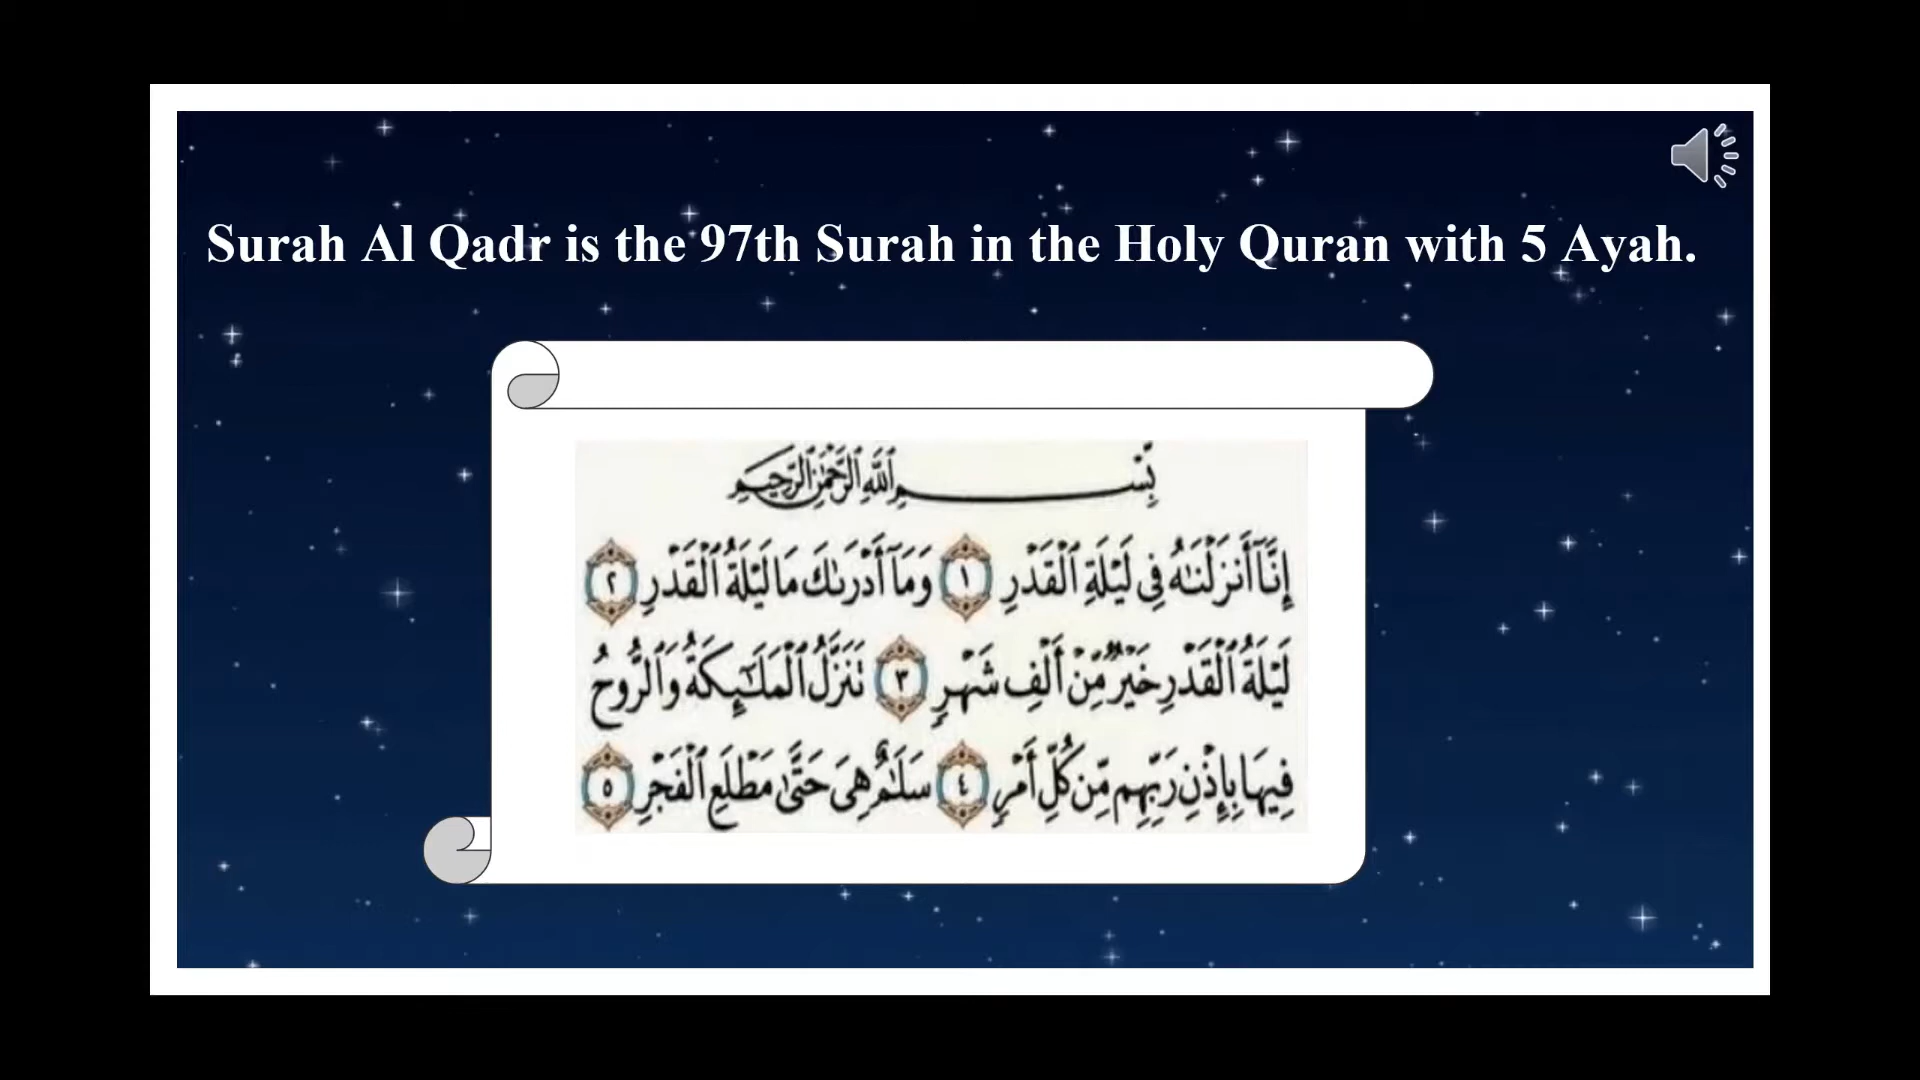 Surah Al Qadr is the 97th Surah in the Holy Quran with 5 Ayah.
بِسْمِ ٱللَّهِ ٱلرَّحْمَٰنِ ٱلرَّحِيمِ
إِنَّآ أَنزَلْنَٰهُ فِى لَيْلَةِ ٱلْقَدْرِ ١ وَمَآ أَدْرَىٰكَ مَا لَيْلَةُ ٱلْقَدْرِ ٢
لَيْلَةُ ٱلْقَدْرِ خَيْرٌ مِّنْ أَلْفِ شَهْرٍ ٣ تَنَزَّلُ ٱلْمَلَٰٓئِكَةُ وَٱلرُّوحُ
فِيهَا بِإِذْنِ رَبِّهِم مِّن كُلِّ أَمْرٍ ٤ سَلَٰمٌ هِىَ حَتَّىٰ مَطْلَعِ ٱلْفَجْرِ ٥